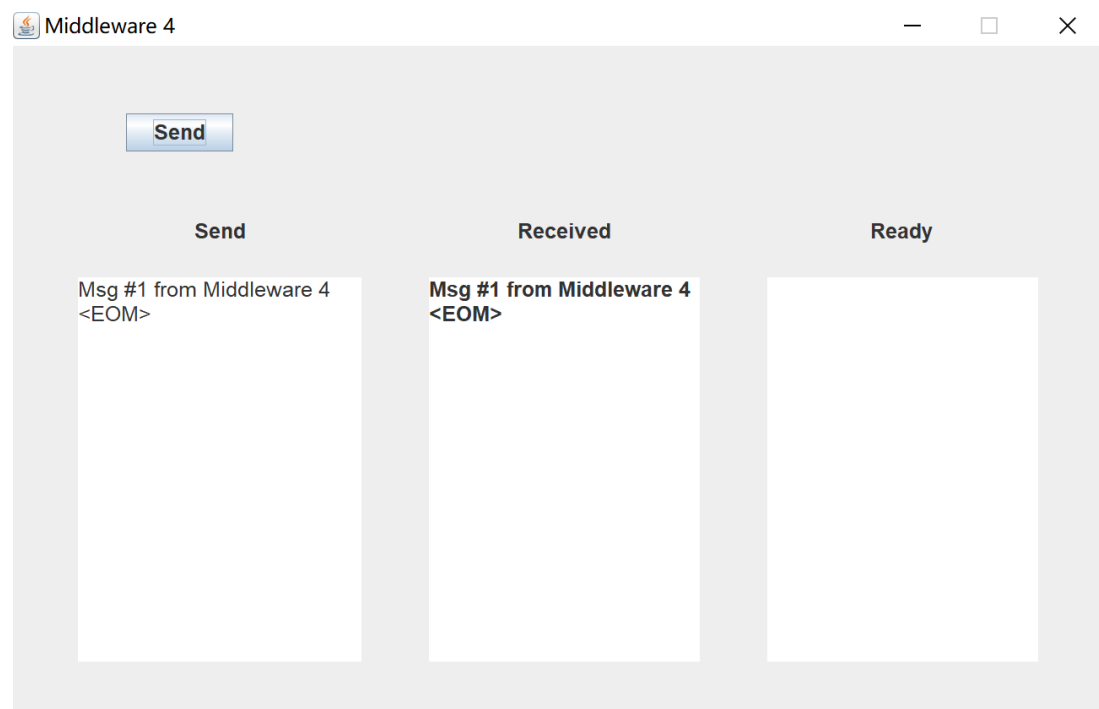 Middleware 4
Send
Send
Received
Ready
Msg #1 from Middleware 4
<EOM>
Msg #1 from Middleware 4
<EOM>